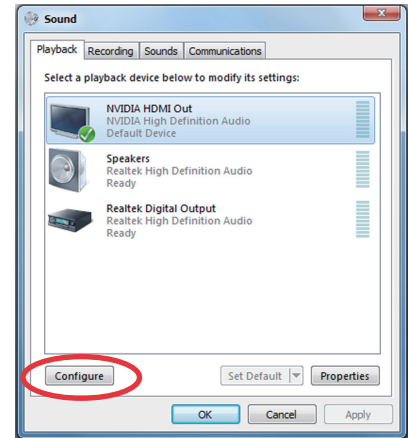 Sound
Playback Recording Sounds Communications
Select a playback device below to modify its settings:
NVIDIA HDMI Out
NVIDIA High Definition Audio
Default Device
Speakers
Realtek High Definition Audio
Ready
Realtek Digital Output
Realtek High Definition Audio
Ready
Configure Set Default Properties
OK Cancel Apply